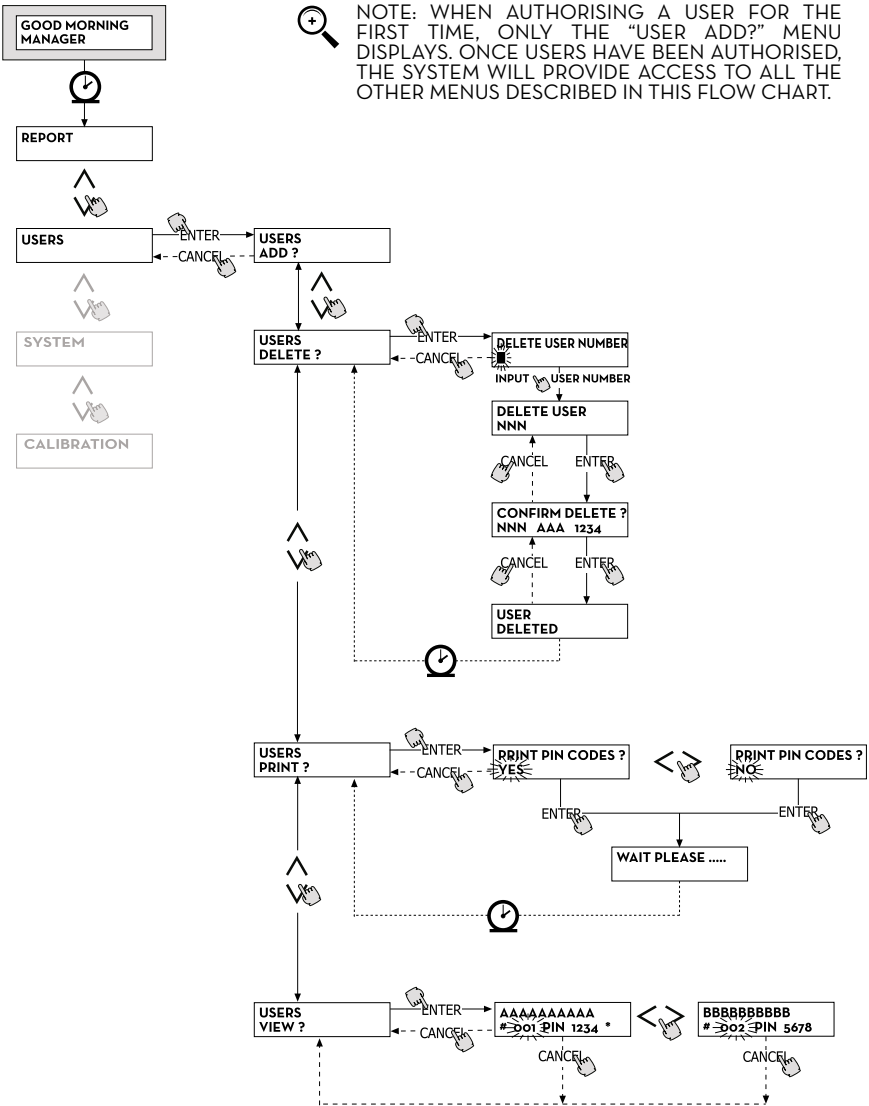 GOOD MORNING
MANAGER
NOTE: WHEN AUTHORISING A USER FOR THE
FIRST TIME, ONLY THE “USER ADD?” MENU
DISPLAYS. ONCE USERS HAVE BEEN AUTHORISED,
THE SYSTEM WILL PROVIDE ACCESS TO ALL THE
OTHER MENUS DESCRIBED IN THIS FLOW CHART.
REPORT
USERS
ENTER
CANCEL
USERS
ADD ?
SYSTEM
CALIBRATION
USERS
DELETE ?
ENTER
CANCEL
DELETE USER NUMBER
INPUT USER NUMBER
DELETE USER
NNN
CANCEL ENTER
CONFIRM DELETE ?
NNN AAA 1234
CANCEL ENTER
USER
DELETED
USERS
PRINT ?
ENTER
CANCEL
PRINT PIN CODES ?
YES
PRINT PIN CODES ?
NO
ENTER
ENTER
WAIT PLEASE .....
USERS
VIEW ?
ENTER
CANCEL
AAAAAAAAAA
# 001 PIN 1234 *
BBBBBBBBBB
# 002 PIN 5678
CANCEL
CANCEL